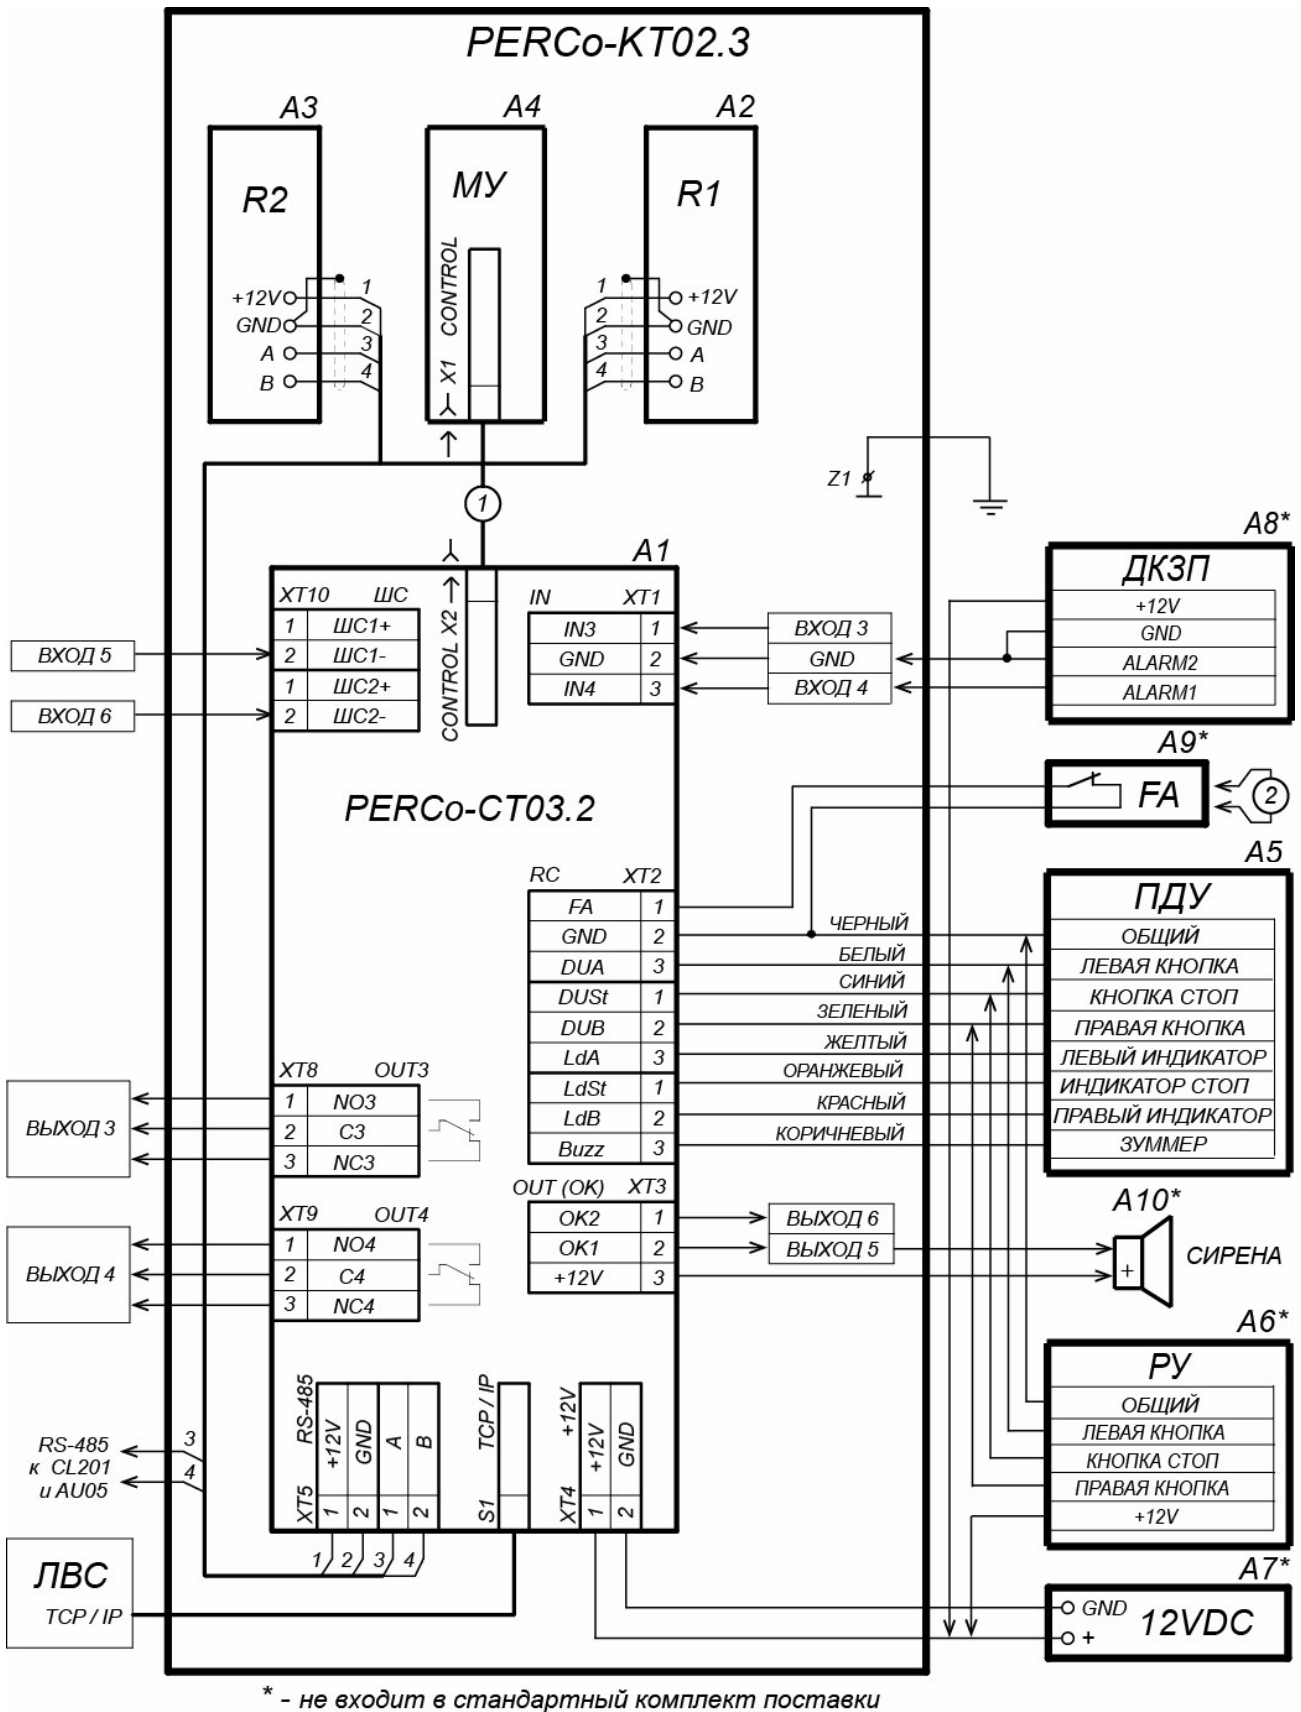 PERCo-KT02.3
A3
A4
A2
R2
МУ
R1
+12V
GND
A
B
1
2
3
4
X1 CONTROL
1
2
3
4
+12V
GND
A
B
Z1
1
A1
A8*
ДКЗП
+12V
GND
ALARM2
ALARM1
XT10 ШС
1 ШС1+
2 ШС1-
1 ШС2+
2 ШС2-
ВХОД 5
ВХОД 6
CONTROL X2
IN XT1
IN3 1
GND 2
IN4 3
ВХОД 3
GND
ВХОД 4
A9*
FA
2
PERCo-CT03.2
RC XT2
FA 1
GND 2
DUA 3
DUSt 1
DUB 2
LdA 3
LdSt 1
LdB 2
Buzz 3
ЧЕРНЫЙ
БЕЛЫЙ
СИНИЙ
ЗЕЛЕНЫЙ
ЖЕЛТЫЙ
ОРАНЖЕВЫЙ
КРАСНЫЙ
КОРИЧНЕВЫЙ
A5
ПДУ
ОБЩИЙ
ЛЕВАЯ КНОПКА
КНОПКА СТОП
ПРАВАЯ КНОПКА
ЛЕВЫЙ ИНДИКАТОР
ИНДИКАТОР СТОП
ПРАВЫЙ ИНДИКАТОР
ЗУММЕР
XT8 OUT3
1 NO3
2 C3
3 NC3
ВЫХОД 3
XT9 OUT4
1 NO4
2 C4
3 NC4
ВЫХОД 4
OUT (OK) XT3
OK2 1
OK1 2
+12V 3
ВЫХОД 6
ВЫХОД 5
A10*
+
СИРЕНА
A6*
РУ
ОБЩИЙ
ЛЕВАЯ КНОПКА
КНОПКА СТОП
ПРАВАЯ КНОПКА
+12V
XT5 RS-485
1 +12V
2 GND
1 A
2 B
S1 TCP / IP
XT4 +12V
1 +12V
2 GND
RS-485
к CL201
и AU05
3
4
1
2
3
4
ЛВС
TCP / IP
A7*
GND
+
12VDC
* - не входит в стандартный комплект поставки